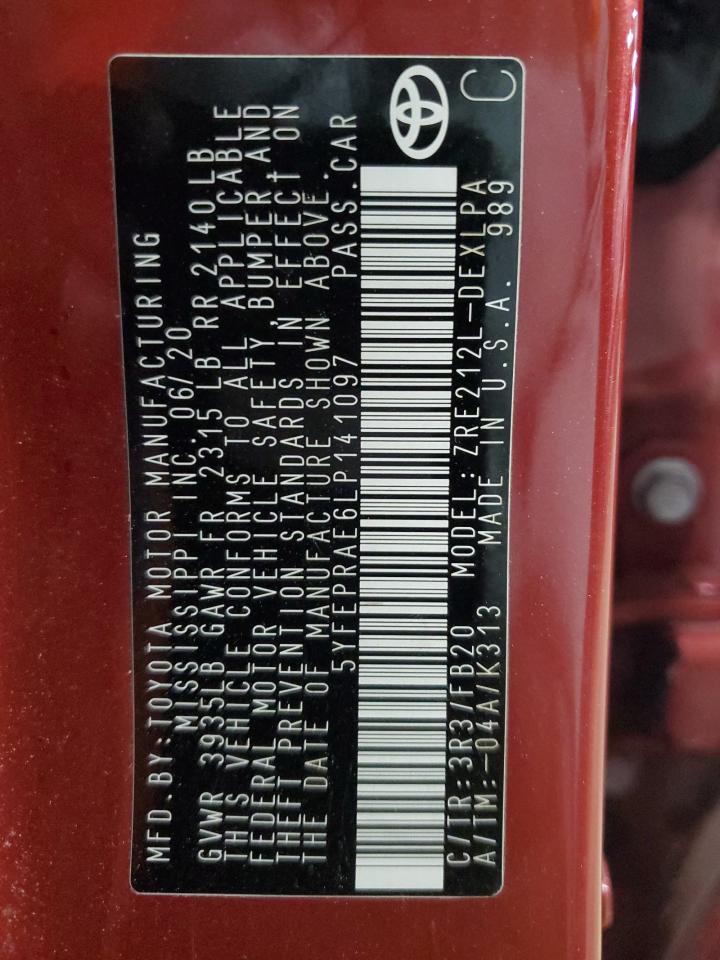 MFD.BY:TOYOTA MOTOR MANUFACTURING
MISSISSIPPI INC. 06/20
GVWR 3935LB GAWR FR 2315 LB RR 2140LB
THIS VEHICLE CONFORMS TO ALL APPLICABLE
FEDERAL MOTOR VEHICLE SAFETY, BUMPER AND
THEFT PREVENTION STANDARDS IN EFFECT ON
THE DATE OF MANUFACTURE SHOWN ABOVE.
5YFEPRAE6LP141097 PASS.CAR
C/TR:3R3/FB20 MODEL:ZRE212L-DEXLPA
A/TM:-04A/K313 MADE IN U.S.A. 989
C